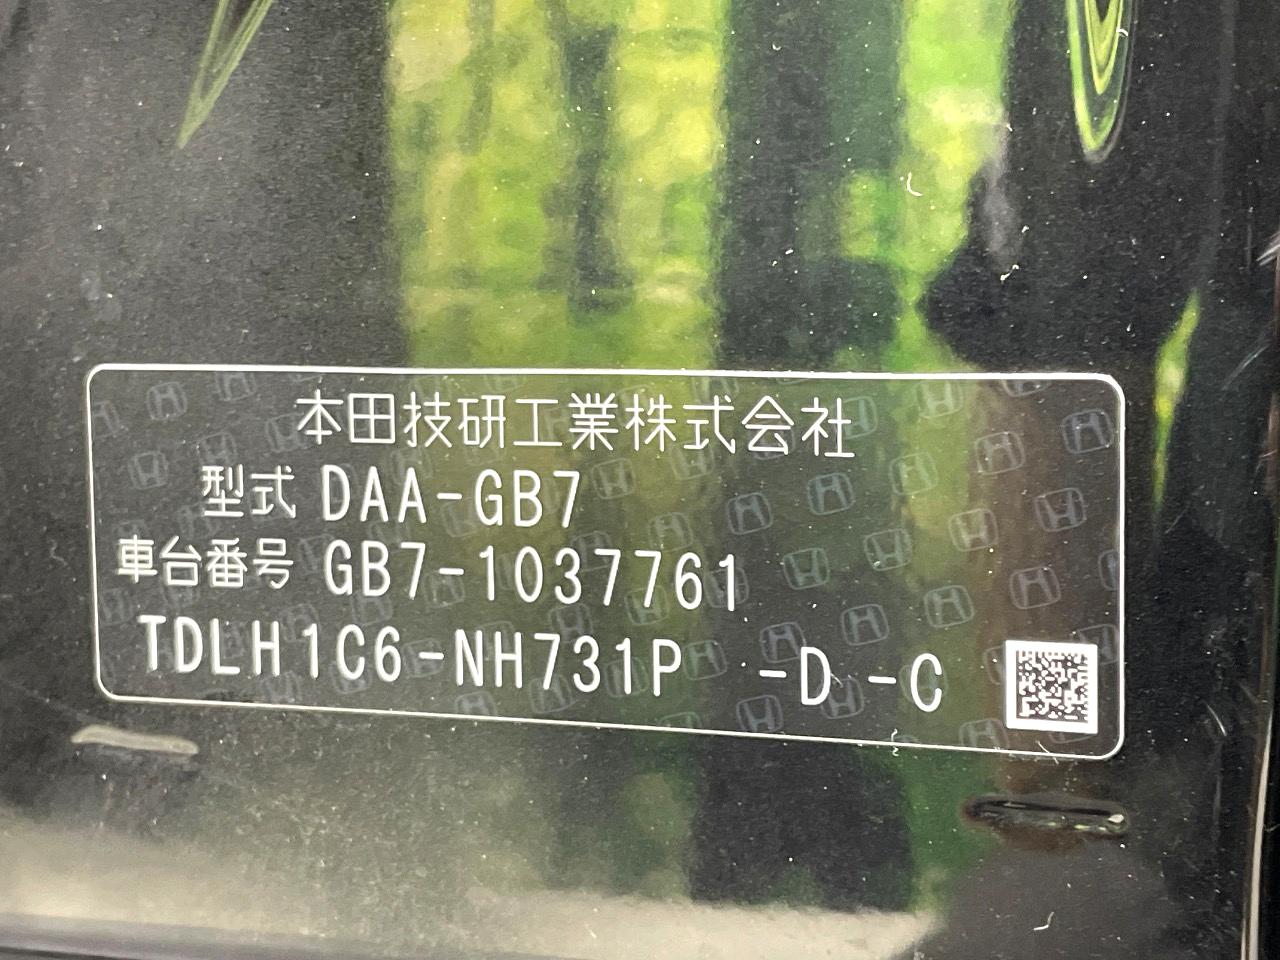 本田技研工業株式会社
型式 DAA-GB7
車台番号 GB7-1037761
TDLH1C6-NH731P -D -C